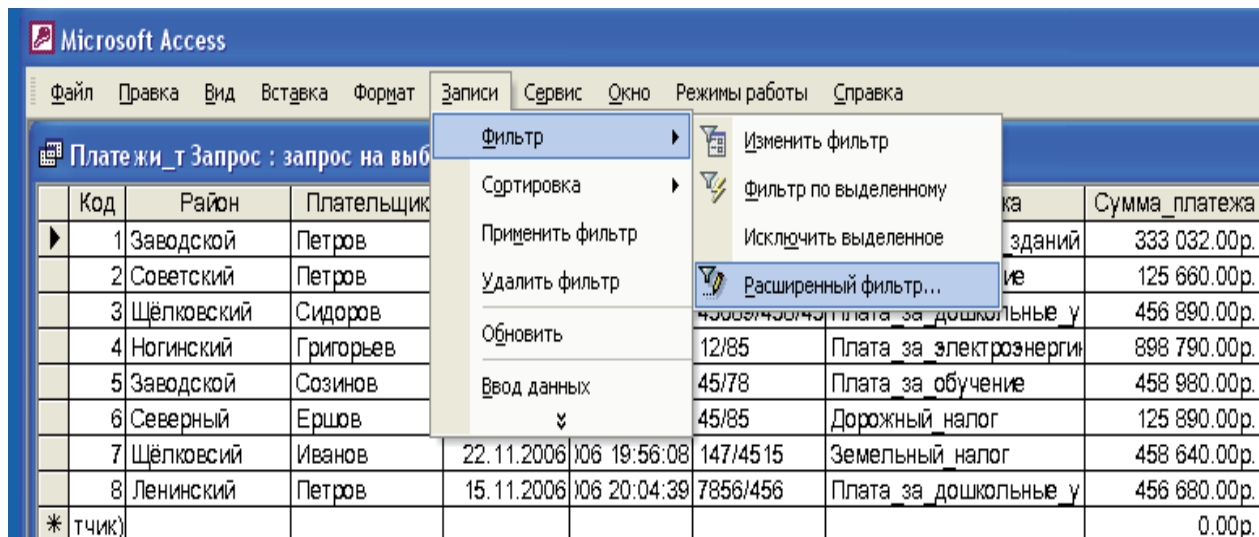 Microsoft Access
Файл Правка Вид Вставка Формат Записи Сервис Окно Режимы работы Справка
Платежи_т Запрос : запрос на выб
Фильтр
Сортировка
Применить фильтр
Удалить фильтр
Обновить
Ввод данных
Изменить фильтр
Фильтр по выделенному
Исключить выделенное
Расширенный фильтр...
Код Район Плательщик ка Сумма_платежа
1 Заводской Петров _зданий 333 032.00р.
2 Советский Петров ие 125 660.00р.
3 Щёлковский Сидоров 45689/458/45 Плата_за_дошкольные_у 456 890.00р.
4 Ногинский Григорьев 12/85 Плата_за_электроэнерги 898 790.00р.
5 Заводской Созинов 45/78 Плата_за_обучение 458 980.00р.
6 Северный Ершов 45/85 Дорожный_налог 125 890.00р.
7 Щёлковсий Иванов 22.11.2006 006 19:56:08 147/4515 Земельный_налог 458 640.00р.
8 Ленинский Петров 15.11.2006 006 20:04:39 7856/456 Плата_за_дошкольные_у 456 680.00р.
тчик) 0.00р.